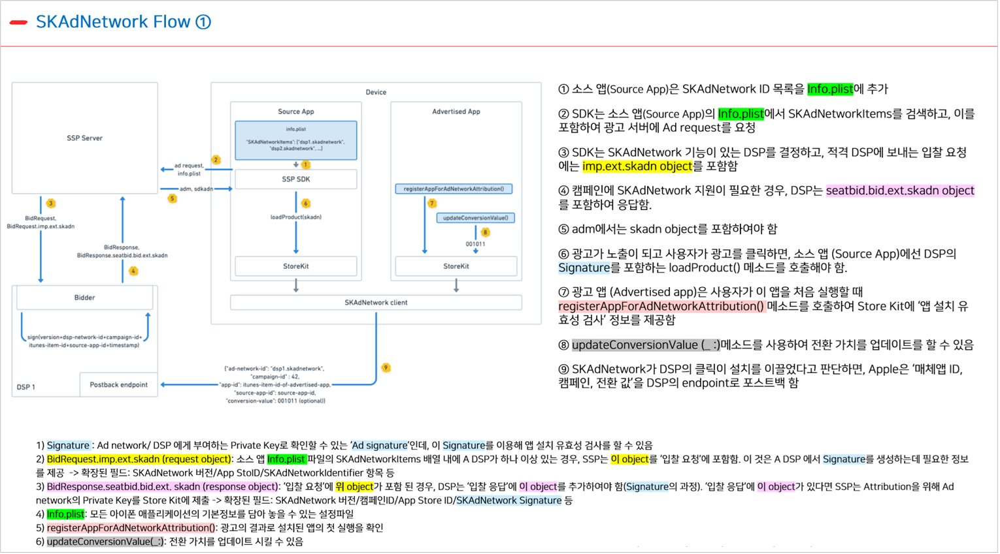 SKAdNetwork Flow ①
SSP Server
Device
Source App
info.plist
"SKAdNetworkItems": ["dsp1.skadnetwork",
"dsp2.skadnetwork", ...]
1
SSP SDK
2
ad request,
info.plist
adm, sdkadn
5
6
loadProduct(skadn)
StoreKit
Advertised App
registerAppForAdNetworkAttribution()
7
updateConversionValue()
8
001011
StoreKit
SKAdNetwork client
3
BidRequest,
BidRequest.imp.ext.skadn
BidResponse,
BidResponse.seatbid.bid.ext.skadn
4
Bidder
sign(version+dsp-network-id+campaign-id+
itunes-item-id+source-app-id+timestamp)
DSP 1
Postback endpoint
9
{"ad-network-id": "dsp1.skadnetwork",
"campaign-id" : 42,
"app-id": itunes-item-id-of-advertised-app,
"source-app-id": source-app-id,
"conversion-value": 001011 (optional)}
① 소스 앱(Source App)은 SKAdNetwork ID 목록을 Info.plist에 추가
② SDK는 소스 앱(Source App)의 Info.plist에서 SKAdNetworkItems를 검색하고, 이를
포함하여 광고 서버에 Ad request를 요청
③ SDK는 SKAdNetwork 기능이 있는 DSP를 결정하고, 적격 DSP에 보내는 입찰 요청
에는 imp.ext.skadn object를 포함함
④ 캠페인에 SKAdNetwork 지원이 필요한 경우, DSP는 seatbid.bid.ext.skadn object
를 포함하여 응답함.
⑤ adm에서는 skadn object를 포함하여야 함
⑥ 광고가 노출이 되고 사용자가 광고를 클릭하면, 소스 앱 (Source App)에선 DSP의
Signature를 포함하는 loadProduct() 메소드를 호출해야 함.
⑦ 광고 앱 (Advertised app)은 사용자가 이 앱을 처음 실행할 때
registerAppForAdNetworkAttribution() 메소드를 호출하여 Store Kit에 ‘앱 설치 유
효성 검사’ 정보를 제공함
⑧ updateConversionValue (_ :)메소드를 사용하여 전환 가치를 업데이트를 할 수 있음
⑨ SKAdNetwork가 DSP의 클릭이 설치를 이끌었다고 판단하면, Apple은 ‘매체앱 ID,
캠페인, 전환 값’을 DSP의 endpoint로 포스트백 함
1) Signature : Ad network/ DSP 에게 부여하는 Private Key로 확인할 수 있는 ‘Ad signature’인데, 이 Signature를 이용해 앱 설치 유효성 검사를 할 수 있음
2) BidRequest.imp.ext.skadn (request object): 소스 앱 Info.plist 파일의 SKAdNetworkItems 배열 내에 A DSP가 하나 이상 있는 경우, SSP는 이 object를 ‘입찰 요청’에 포함함. 이 것은 A DSP 에서 Signature를 생성하는데 필요한 정보
를 제공 -> 확장된 필드: SKAdNetwork 버전/App StoID/SKAdNetworkIdentifier 항목 등
3) BidResponse.seatbid.bid.ext. skadn (response object): ‘입찰 요청’에 위 object가 포함 된 경우, DSP는 ‘입찰 응답’에 이 object를 추가하여야 함(Signature의 과정). ‘입찰 응답’에 이 object가 있다면 SSP는 Attribution을 위해 Ad
network의 Private Key를 Store Kit에 제출 -> 확장된 필드: SKAdNetwork 버전/캠페인ID/App Store ID/SKAdNetwork Signature 등
4) Info.plist: 모든 아이폰 애플리케이션의 기본정보를 담아 놓을 수 있는 설정파일
5) registerAppForAdNetworkAttribution(): 광고의 결과로 설치된 앱의 첫 실행을 확인
6) updateConversionValue(_:): 전환 가치를 업데이트 시킬 수 있음